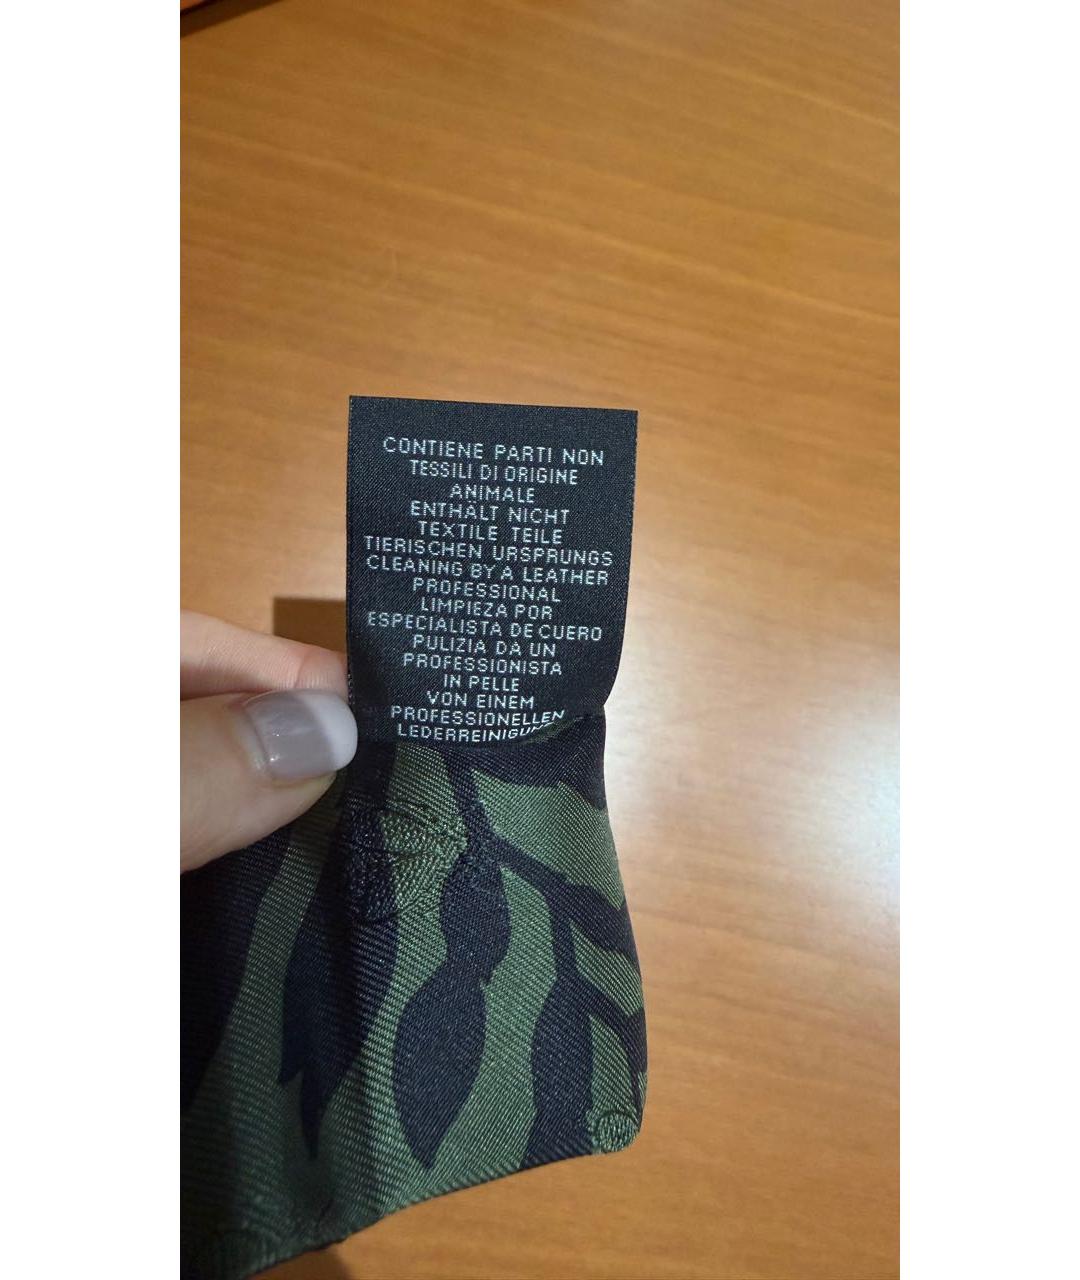 CONTIENE PARTI NON
TESSILI DI ORIGINE
ANIMALE
ENTHÄLT NICHT
TEXTILE TEILE
TIERISCHEN URSPRUNGS
CLEANING BY A LEATHER
PROFESSIONAL
LIMPIEZA POR
ESPECIALISTA DE CUERO
PULIZIA DA UN
PROFESSIONISTA
IN PELLE
VON EINEM
PROFESSIONELLEN